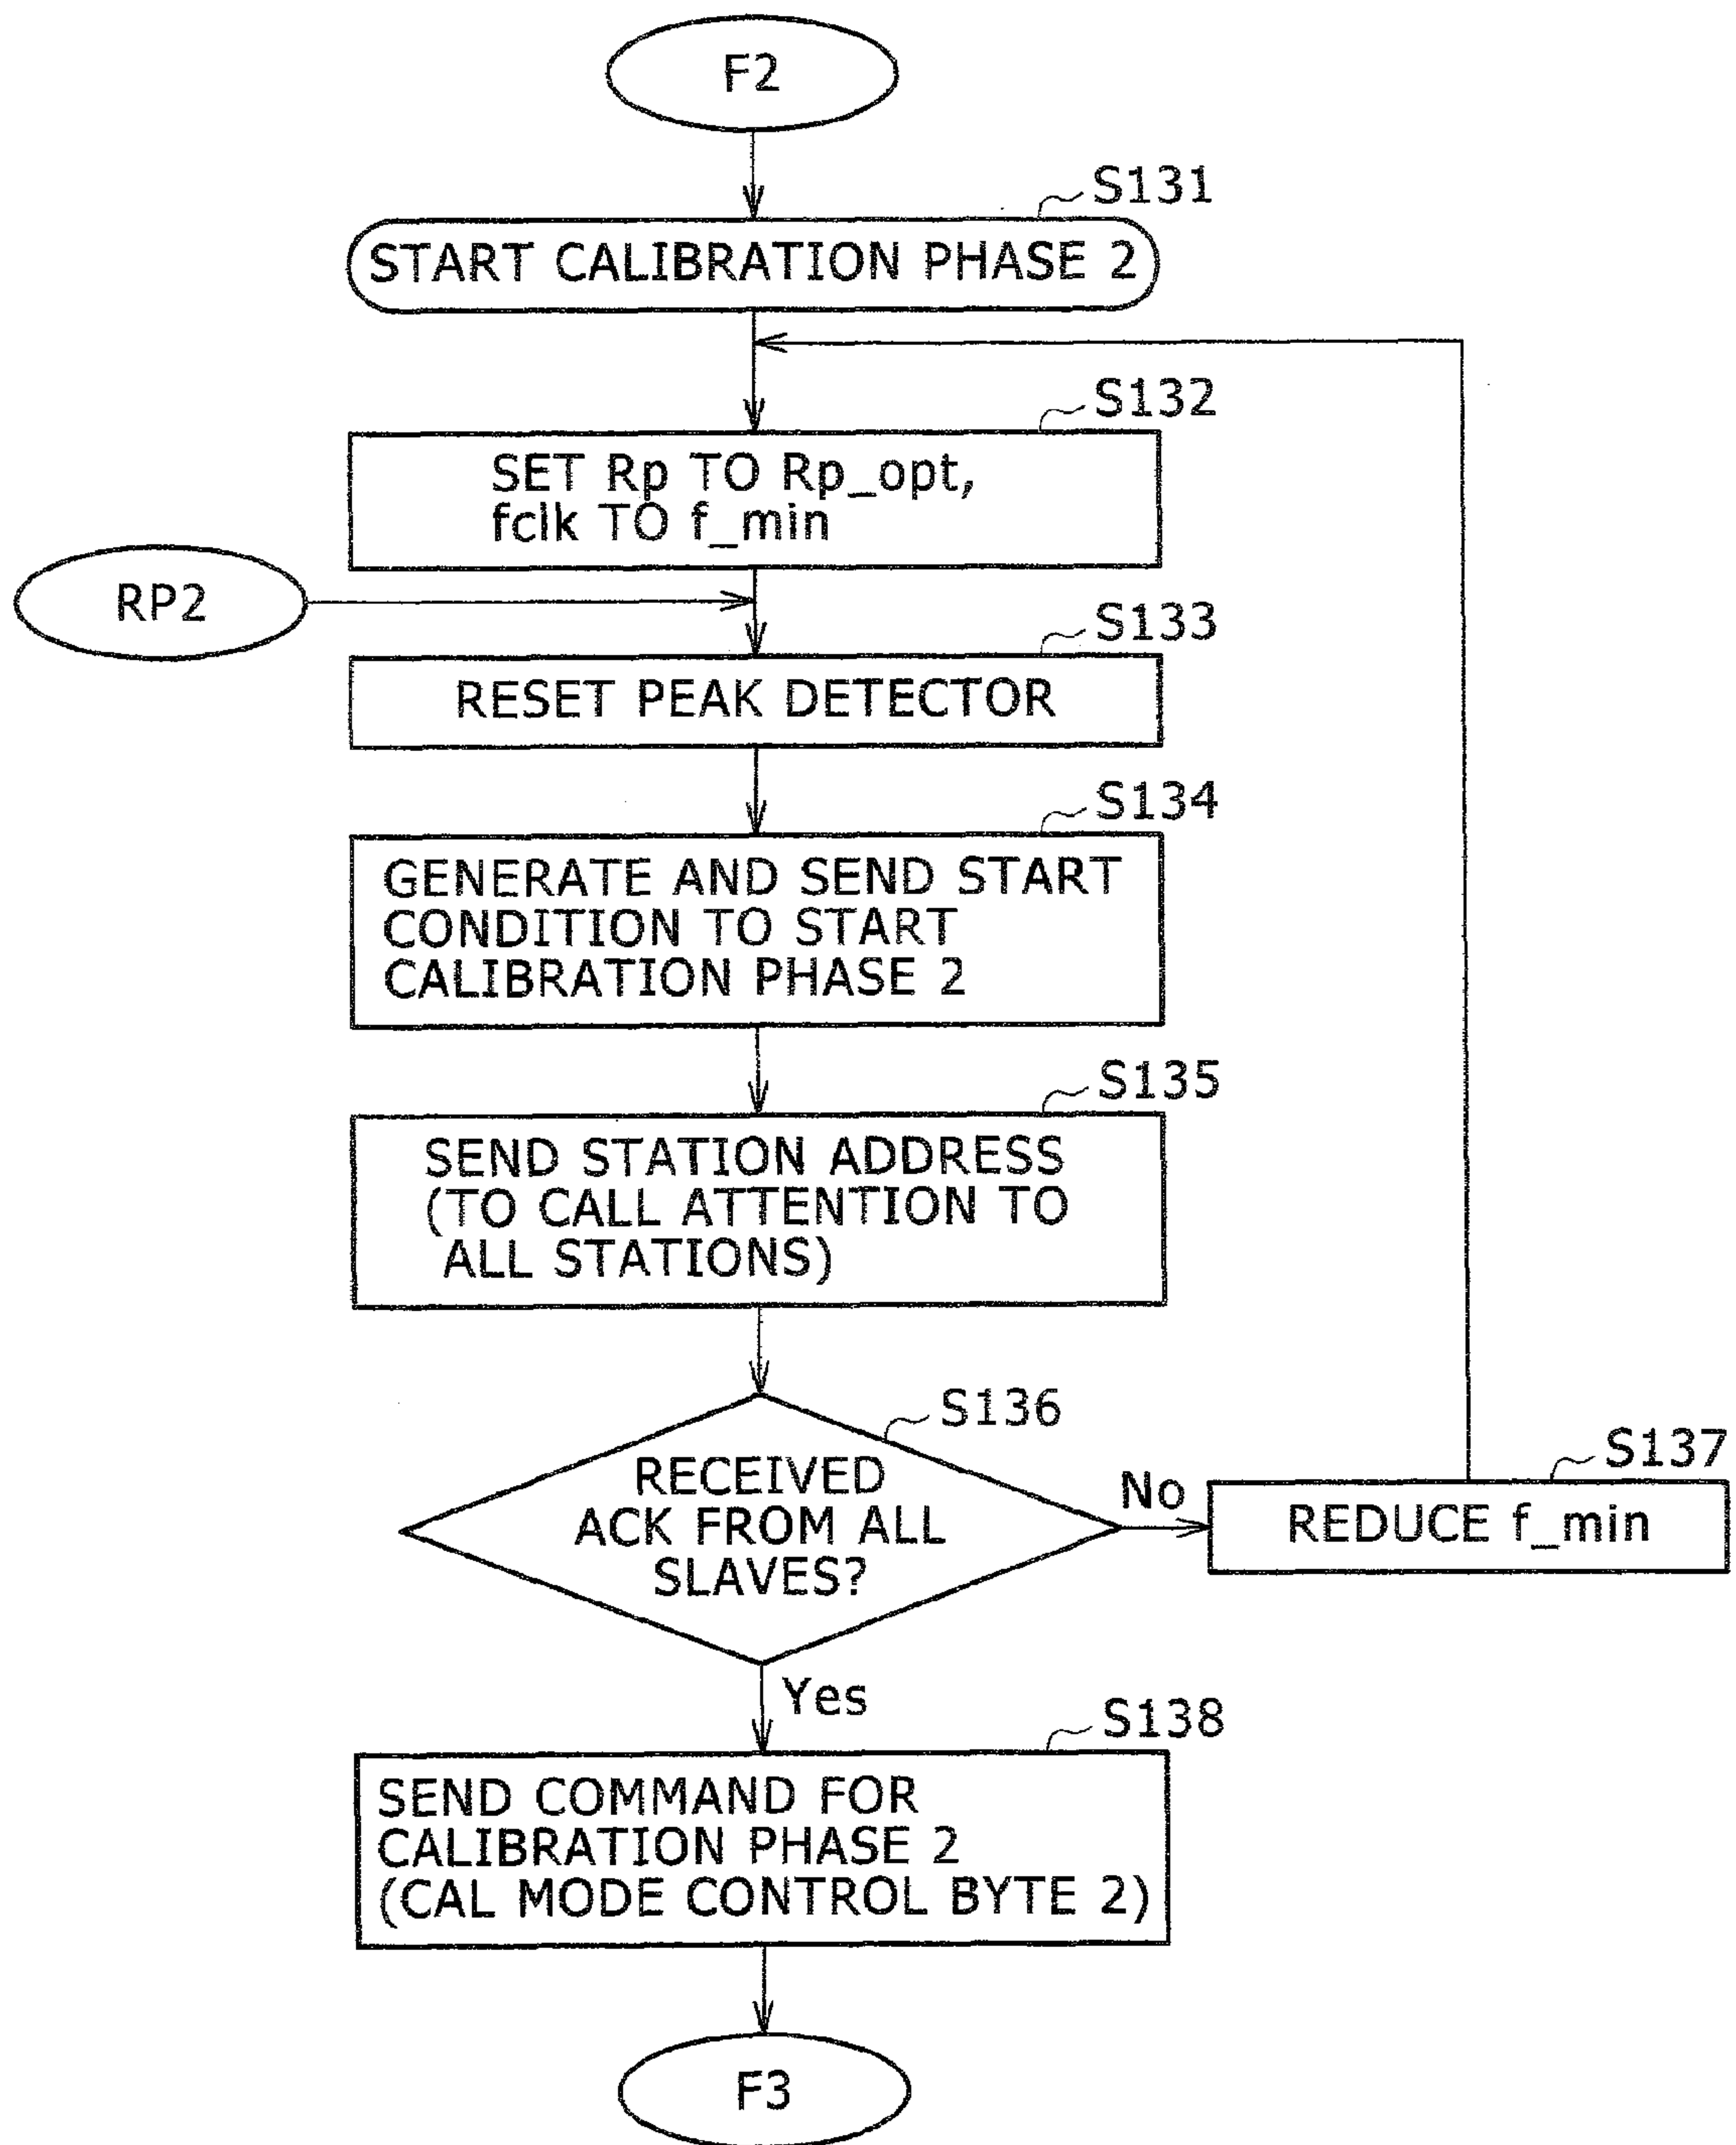 F2
S131
START CALIBRATION PHASE 2
S132
SET Rp TO Rp_opt,
fclk TO f_min
RP2
S133
RESET PEAK DETECTOR
S134
GENERATE AND SEND START
CONDITION TO START
CALIBRATION PHASE 2
S135
SEND STATION ADDRESS
(TO CALL ATTENTION TO
ALL STATIONS)
S136
RECEIVED
ACK FROM ALL
SLAVES?
No
S137
REDUCE f_min
Yes
S138
SEND COMMAND FOR
CALIBRATION PHASE 2
(CAL MODE CONTROL BYTE 2)
F3